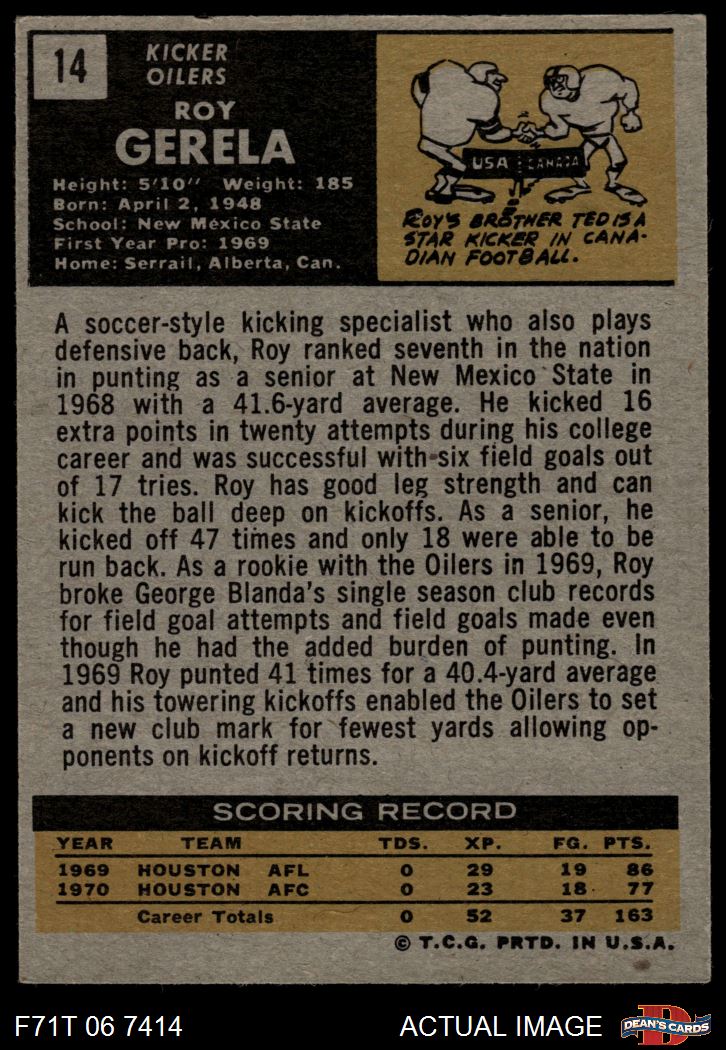 14
KICKER
OILERS
ROY
GERELA
Height: 5'10" Weight: 185
Born: April 2, 1948
School: New Mexico State
First Year Pro: 1969
Home: Serrail, Alberta, Can.
USA CANADA
ROY'S BROTHER TED IS A
STAR KICKER IN CANA-
DIAN FOOTBALL.
A soccer-style kicking specialist who also plays
defensive back, Roy ranked seventh in the nation
in punting as a senior at New Mexico State in
1968 with a 41.6-yard average. He kicked 16
extra points in twenty attempts during his college
career and was successful with six field goals out
of 17 tries. Roy has good leg strength and can
kick the ball deep on kickoffs. As a senior, he
kicked off 47 times and only 18 were able to be
run back. As a rookie with the Oilers in 1969, Roy
broke George Blanda's single season club records
for field goal attempts and field goals made even
though he had the added burden of punting. In
1969 Roy punted 41 times for a 40.4-yard average
and his towering kickoffs enabled the Oilers to set
a new club mark for fewest yards allowing op-
ponents on kickoff returns.
SCORING RECORD
YEAR TEAM TDS. XP. FG. PTS.
1969 HOUSTON AFL 0 29 19 86
1970 HOUSTON AFC 0 23 18 77
Career Totals 0 52 37 163
© T.C.G. PRTD. IN U.S.A.
F71T 06 7414
ACTUAL IMAGE
D
DEAN'S CARDS